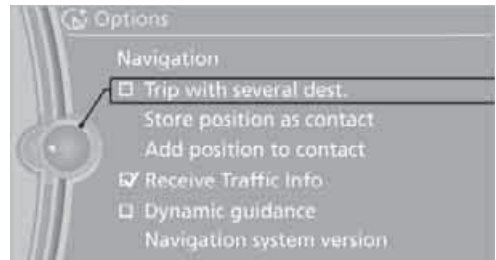 Options
Navigation
Trip with several dest.
Store position as contact
Add position to contact
Receive Traffic Info
Dynamic guidance
Navigation system version